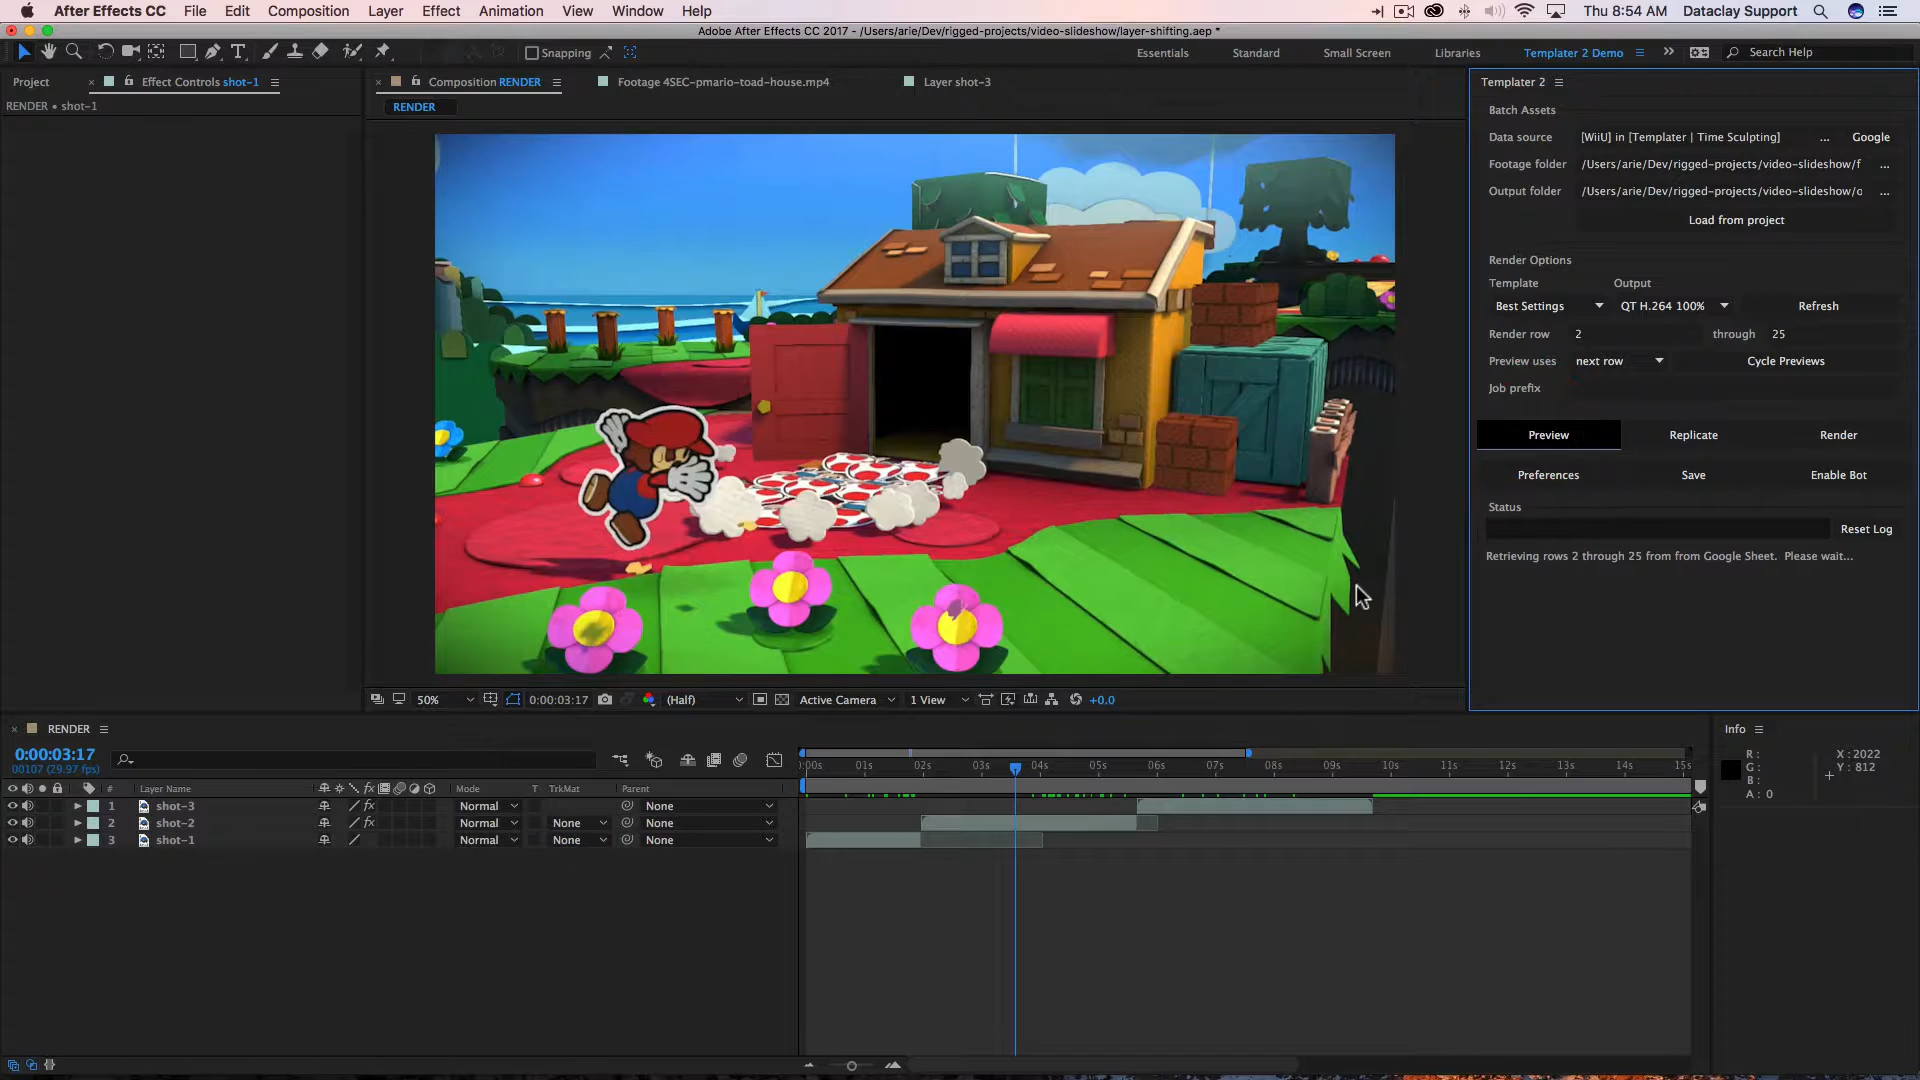 After Effects CC File Edit Composition Layer Effect Animation View Window Help Thu 8:54 AM Dataclay Support
Adobe After Effects CC 2017 - /Users/arie/Dev/rigged-projects/video-slideshow/layer-shifting.aep *
Snapping Essentials Standard Small Screen Libraries Templater 2 Demo Search Help
Project Effect Controls shot-1 Composition RENDER Footage 4SEC-pmario-toad-house.mp4 Layer shot-3 Templater 2
RENDER • shot-1 RENDER
Batch Assets
Data source [WiiU] in [Templater | Time Sculpting] ... Google
Footage folder /Users/arie/Dev/rigged-projects/video-slideshow/f ...
Output folder /Users/arie/Dev/rigged-projects/video-slideshow/o ...
Load from project
Render Options
Template Output
Best Settings QT H.264 100% Refresh
Render row 2 through 25
Preview uses next row Cycle Previews
Job prefix
Preview Replicate Render
Preferences Save Enable Bot
Status
Reset Log
Retrieving rows 2 through 25 from from Google Sheet. Please wait...
50% 0:00:03:17 (Half) Active Camera 1 View +0.0
RENDER Info
0:00:03:17
00107 (29.97 fps)
:00s 01s 02s 03s 04s 05s 06s 07s 08s 09s 10s 11s 12s 13s 14s 15s
R :
G :
B :
A : 0
X : 2022
Y : 812
# Layer Name Mode T TrkMat Parent
1 shot-3 Normal None
2 shot-2 Normal None None
3 shot-1 Normal None None